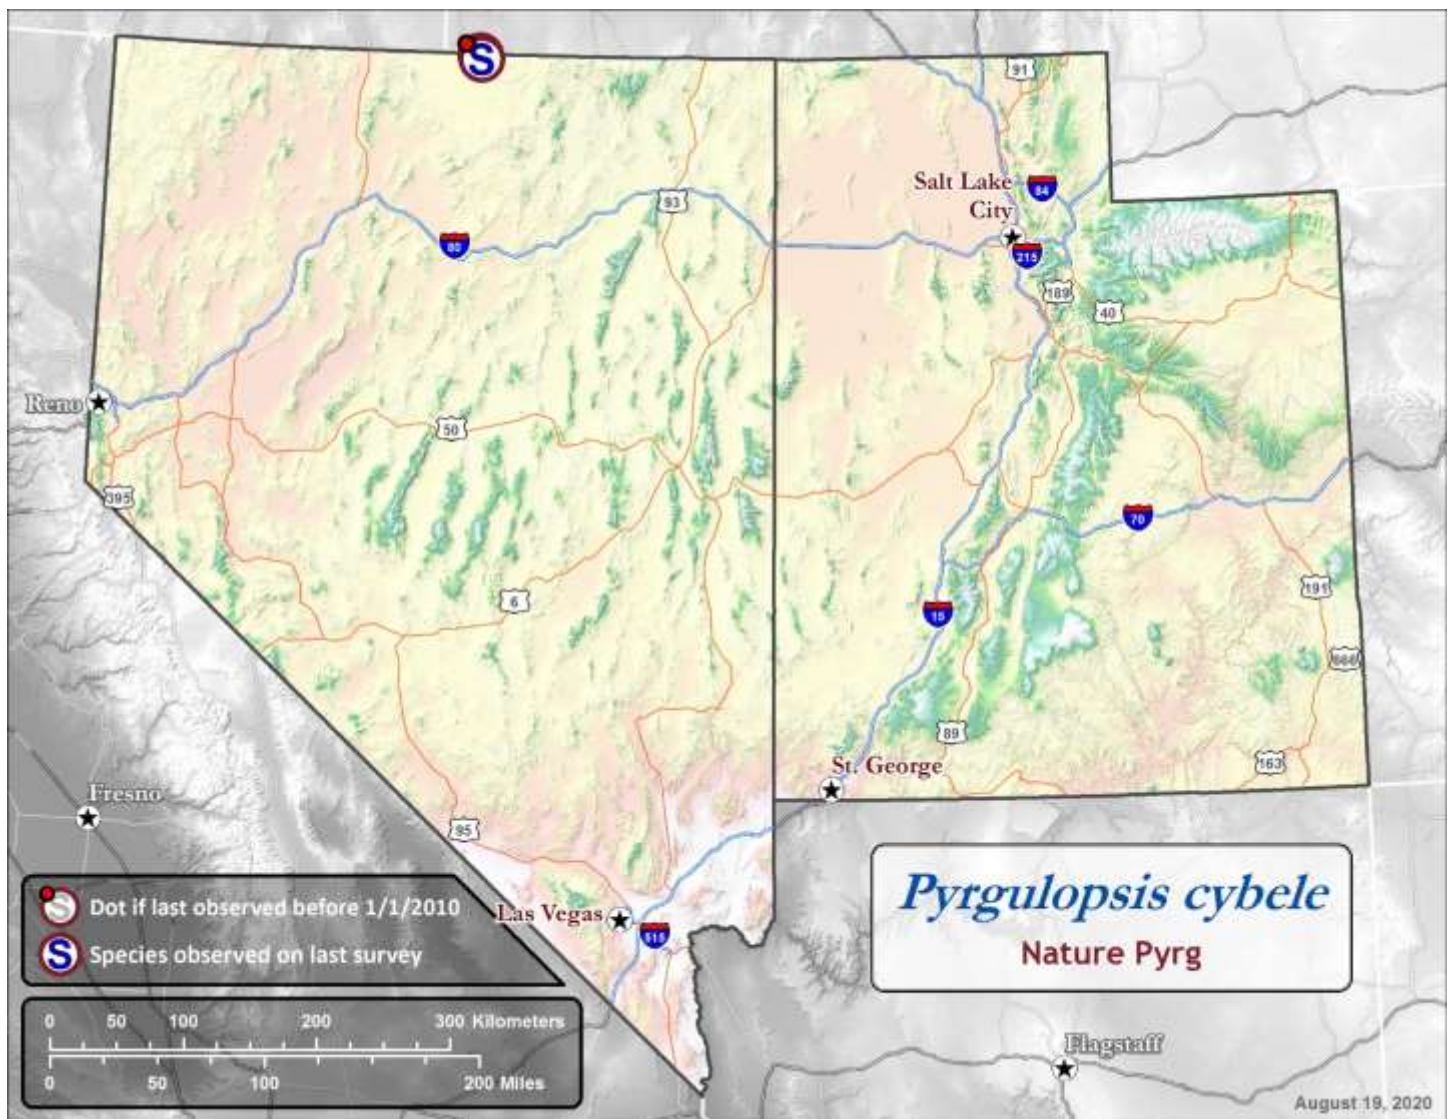 S
91
Salt Lake
City
84
93
80
215
189
40
Reno
50
395
70
6
191
15
666
89
163
St. George
Fresno
95
Las Vegas
515
Pyrgulopsis cybele
Nature Pyrg
S Dot if last observed before 1/1/2010
S Species observed on last survey
0 50 100 200 300 Kilometers
0 50 100 200 Miles
Flagstaff
August 19, 2020